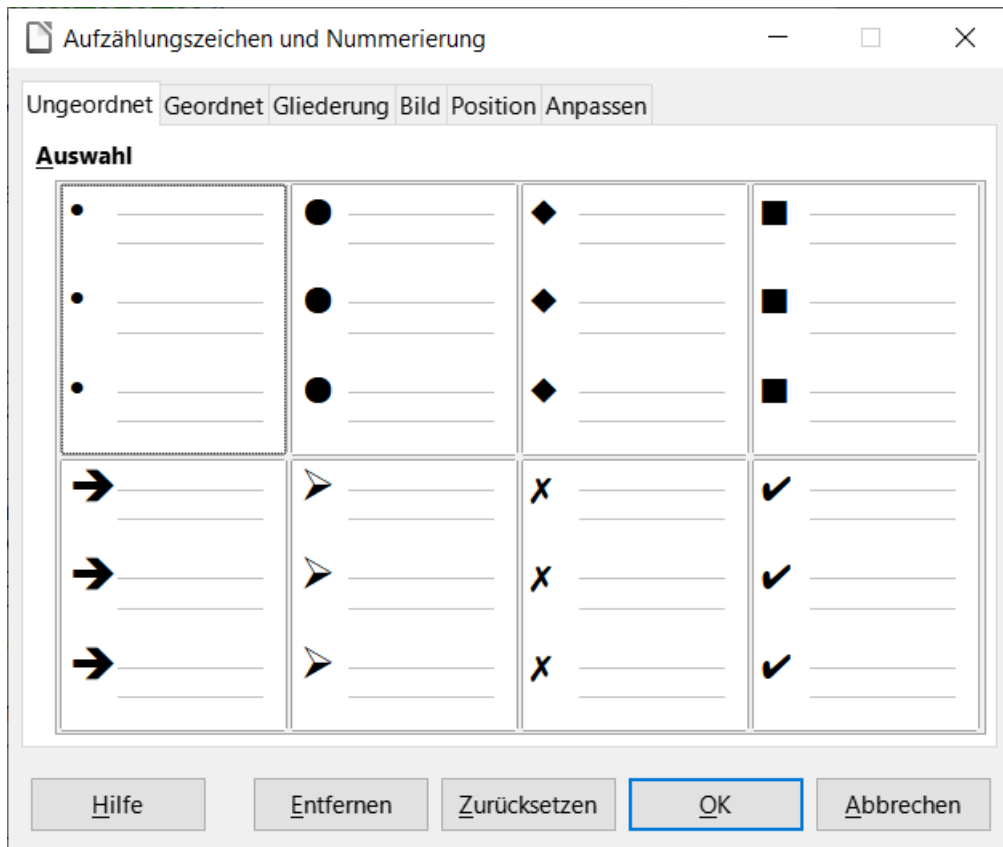 Aufzählungszeichen und Nummerierung
Ungeordnet Geordnet Gliederung Bild Position Anpassen
Auswahl
Hilfe Entfernen Zurücksetzen OK Abbrechen